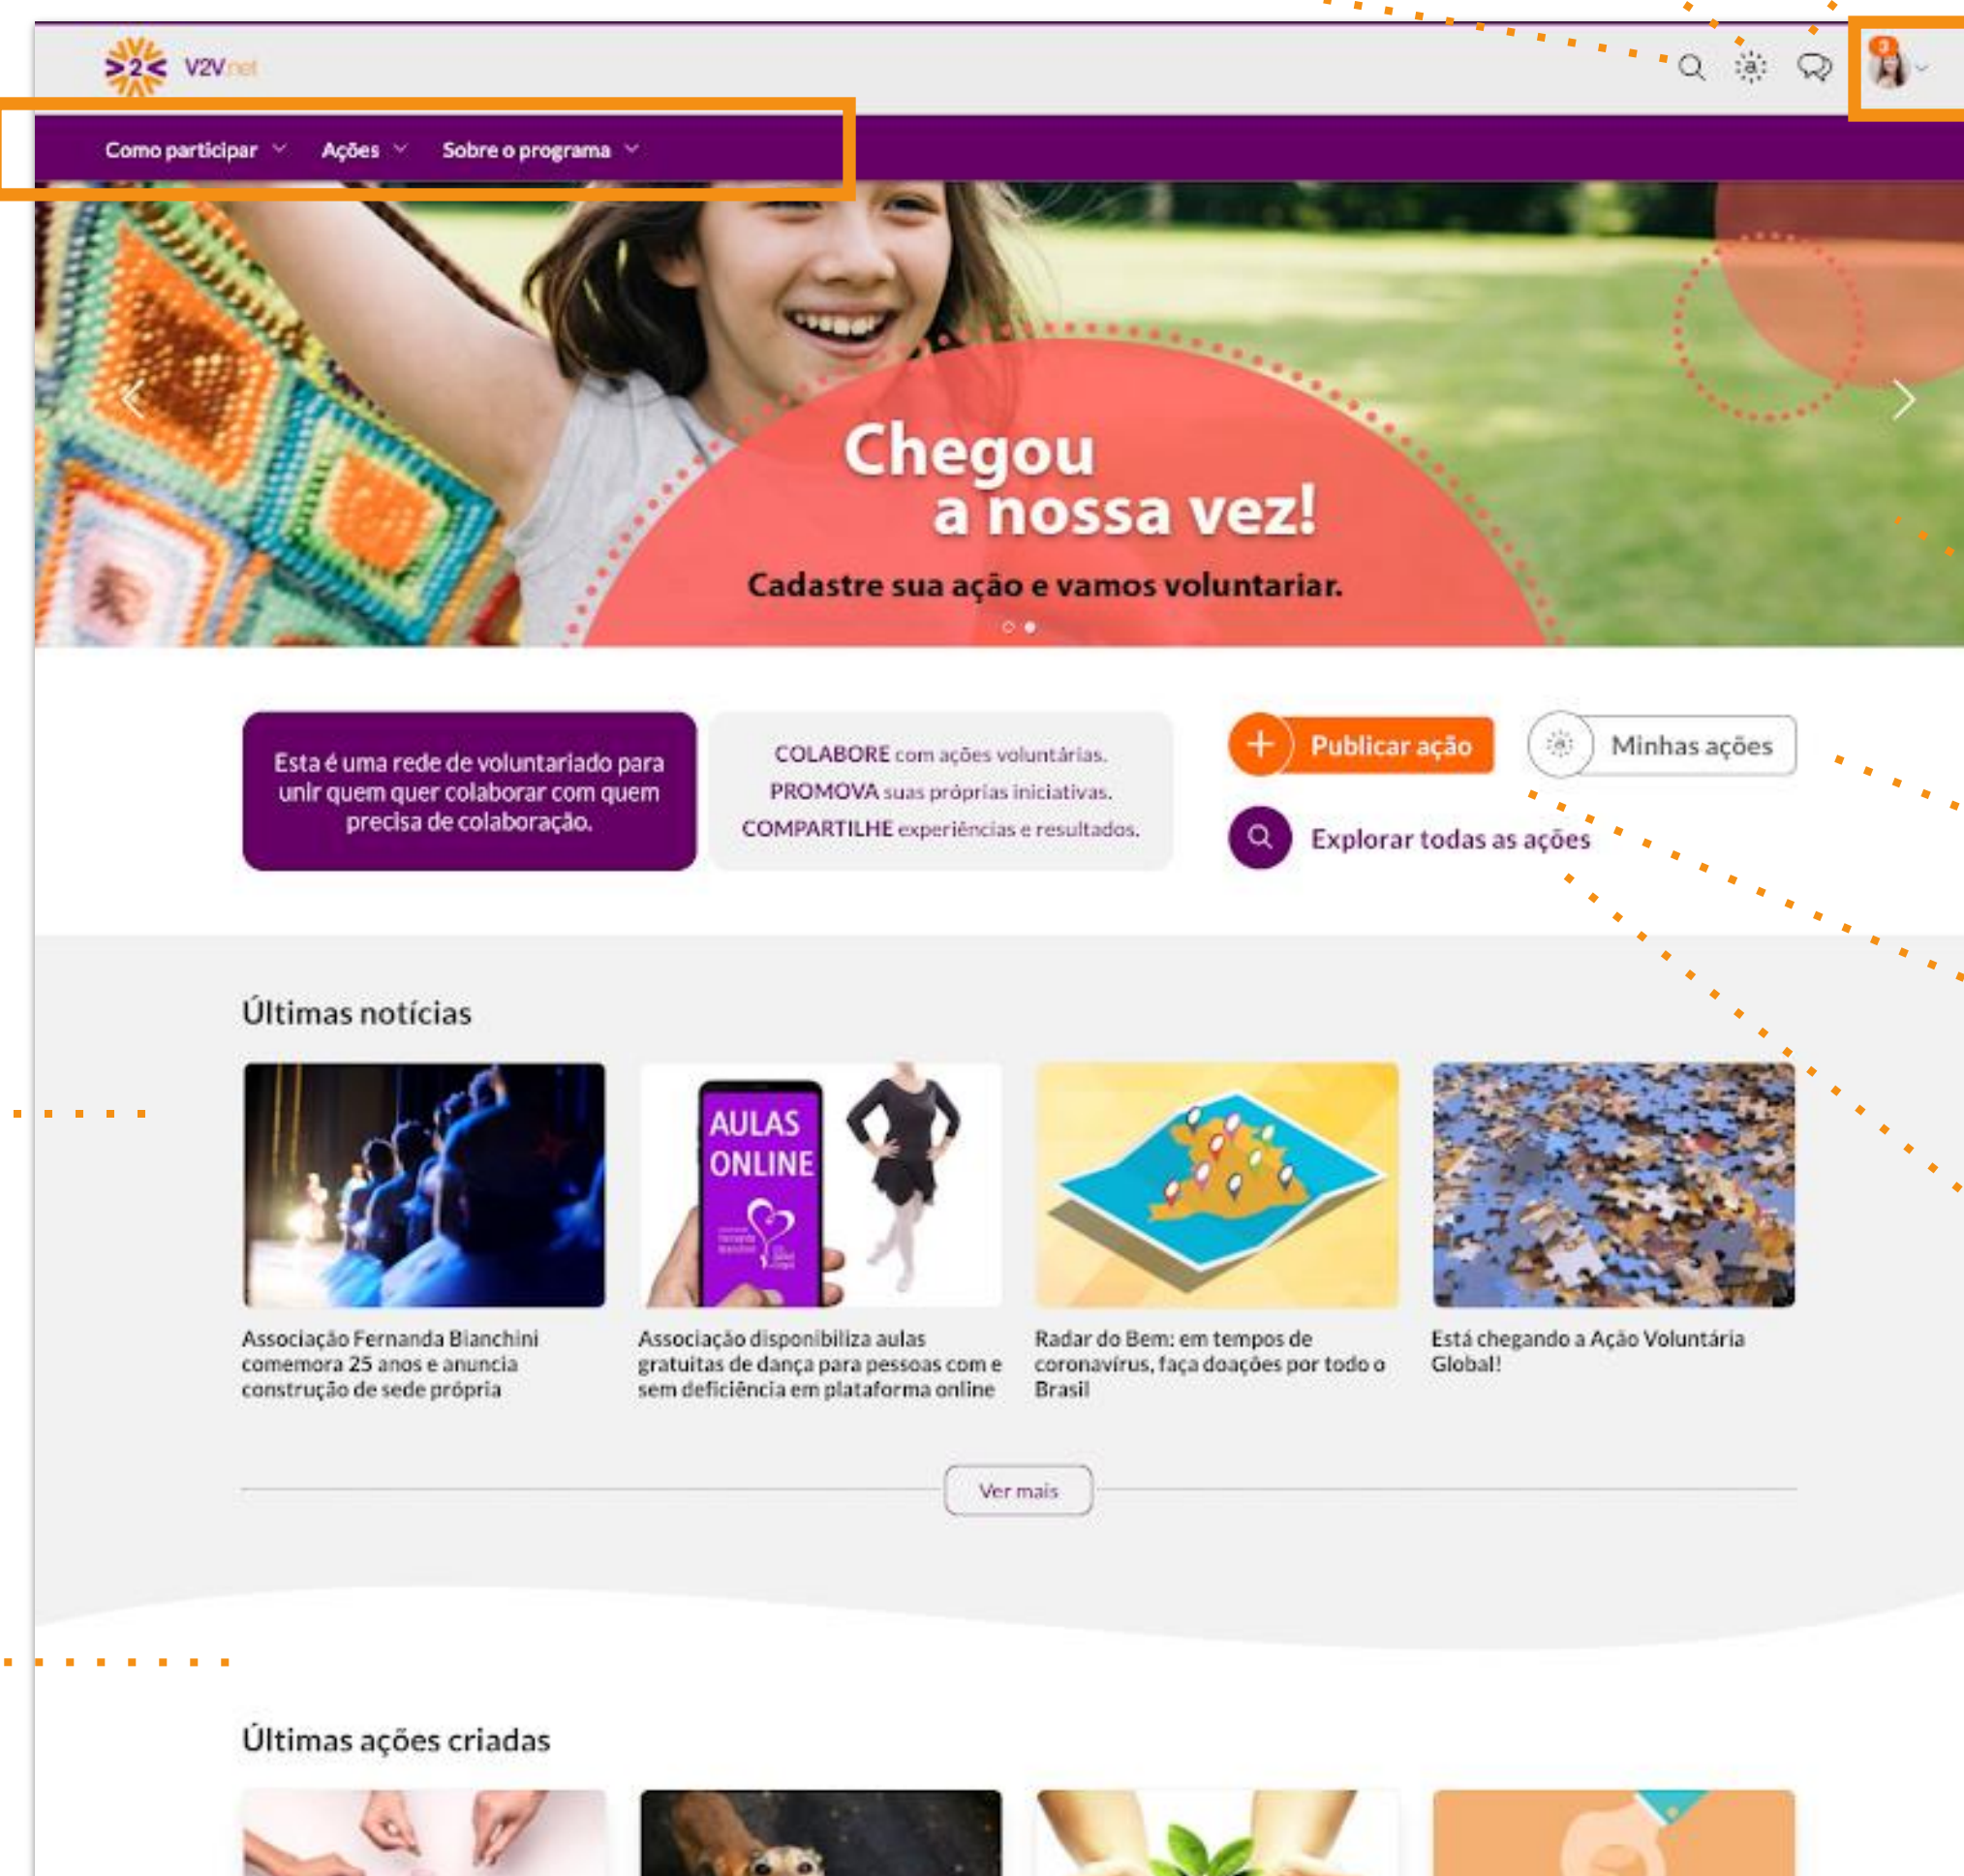 V2V.net
3
Como participar
Ações
Sobre o programa
Chegou
a nossa vez!
Cadastre sua ação e vamos voluntariar.
Esta é uma rede de voluntariado para
unir quem quer colaborar com quem
precisa de colaboração.
COLABORE com ações voluntárias.
PROMOVA suas próprias iniciativas.
COMPARTILHE experiências e resultados.
Publicar ação
Minhas ações
Explorar todas as ações
Últimas notícias
AULAS
ONLINE
Associação Fernanda Bianchini
comemora 25 anos e anuncia
construção de sede própria
Associação disponibiliza aulas
gratuitas de dança para pessoas com e
sem deficiência em plataforma online
Radar do Bem: em tempos de
coronavírus, faça doações por todo o
Brasil
Está chegando a Ação Voluntária
Global!
Ver mais
Últimas ações criadas